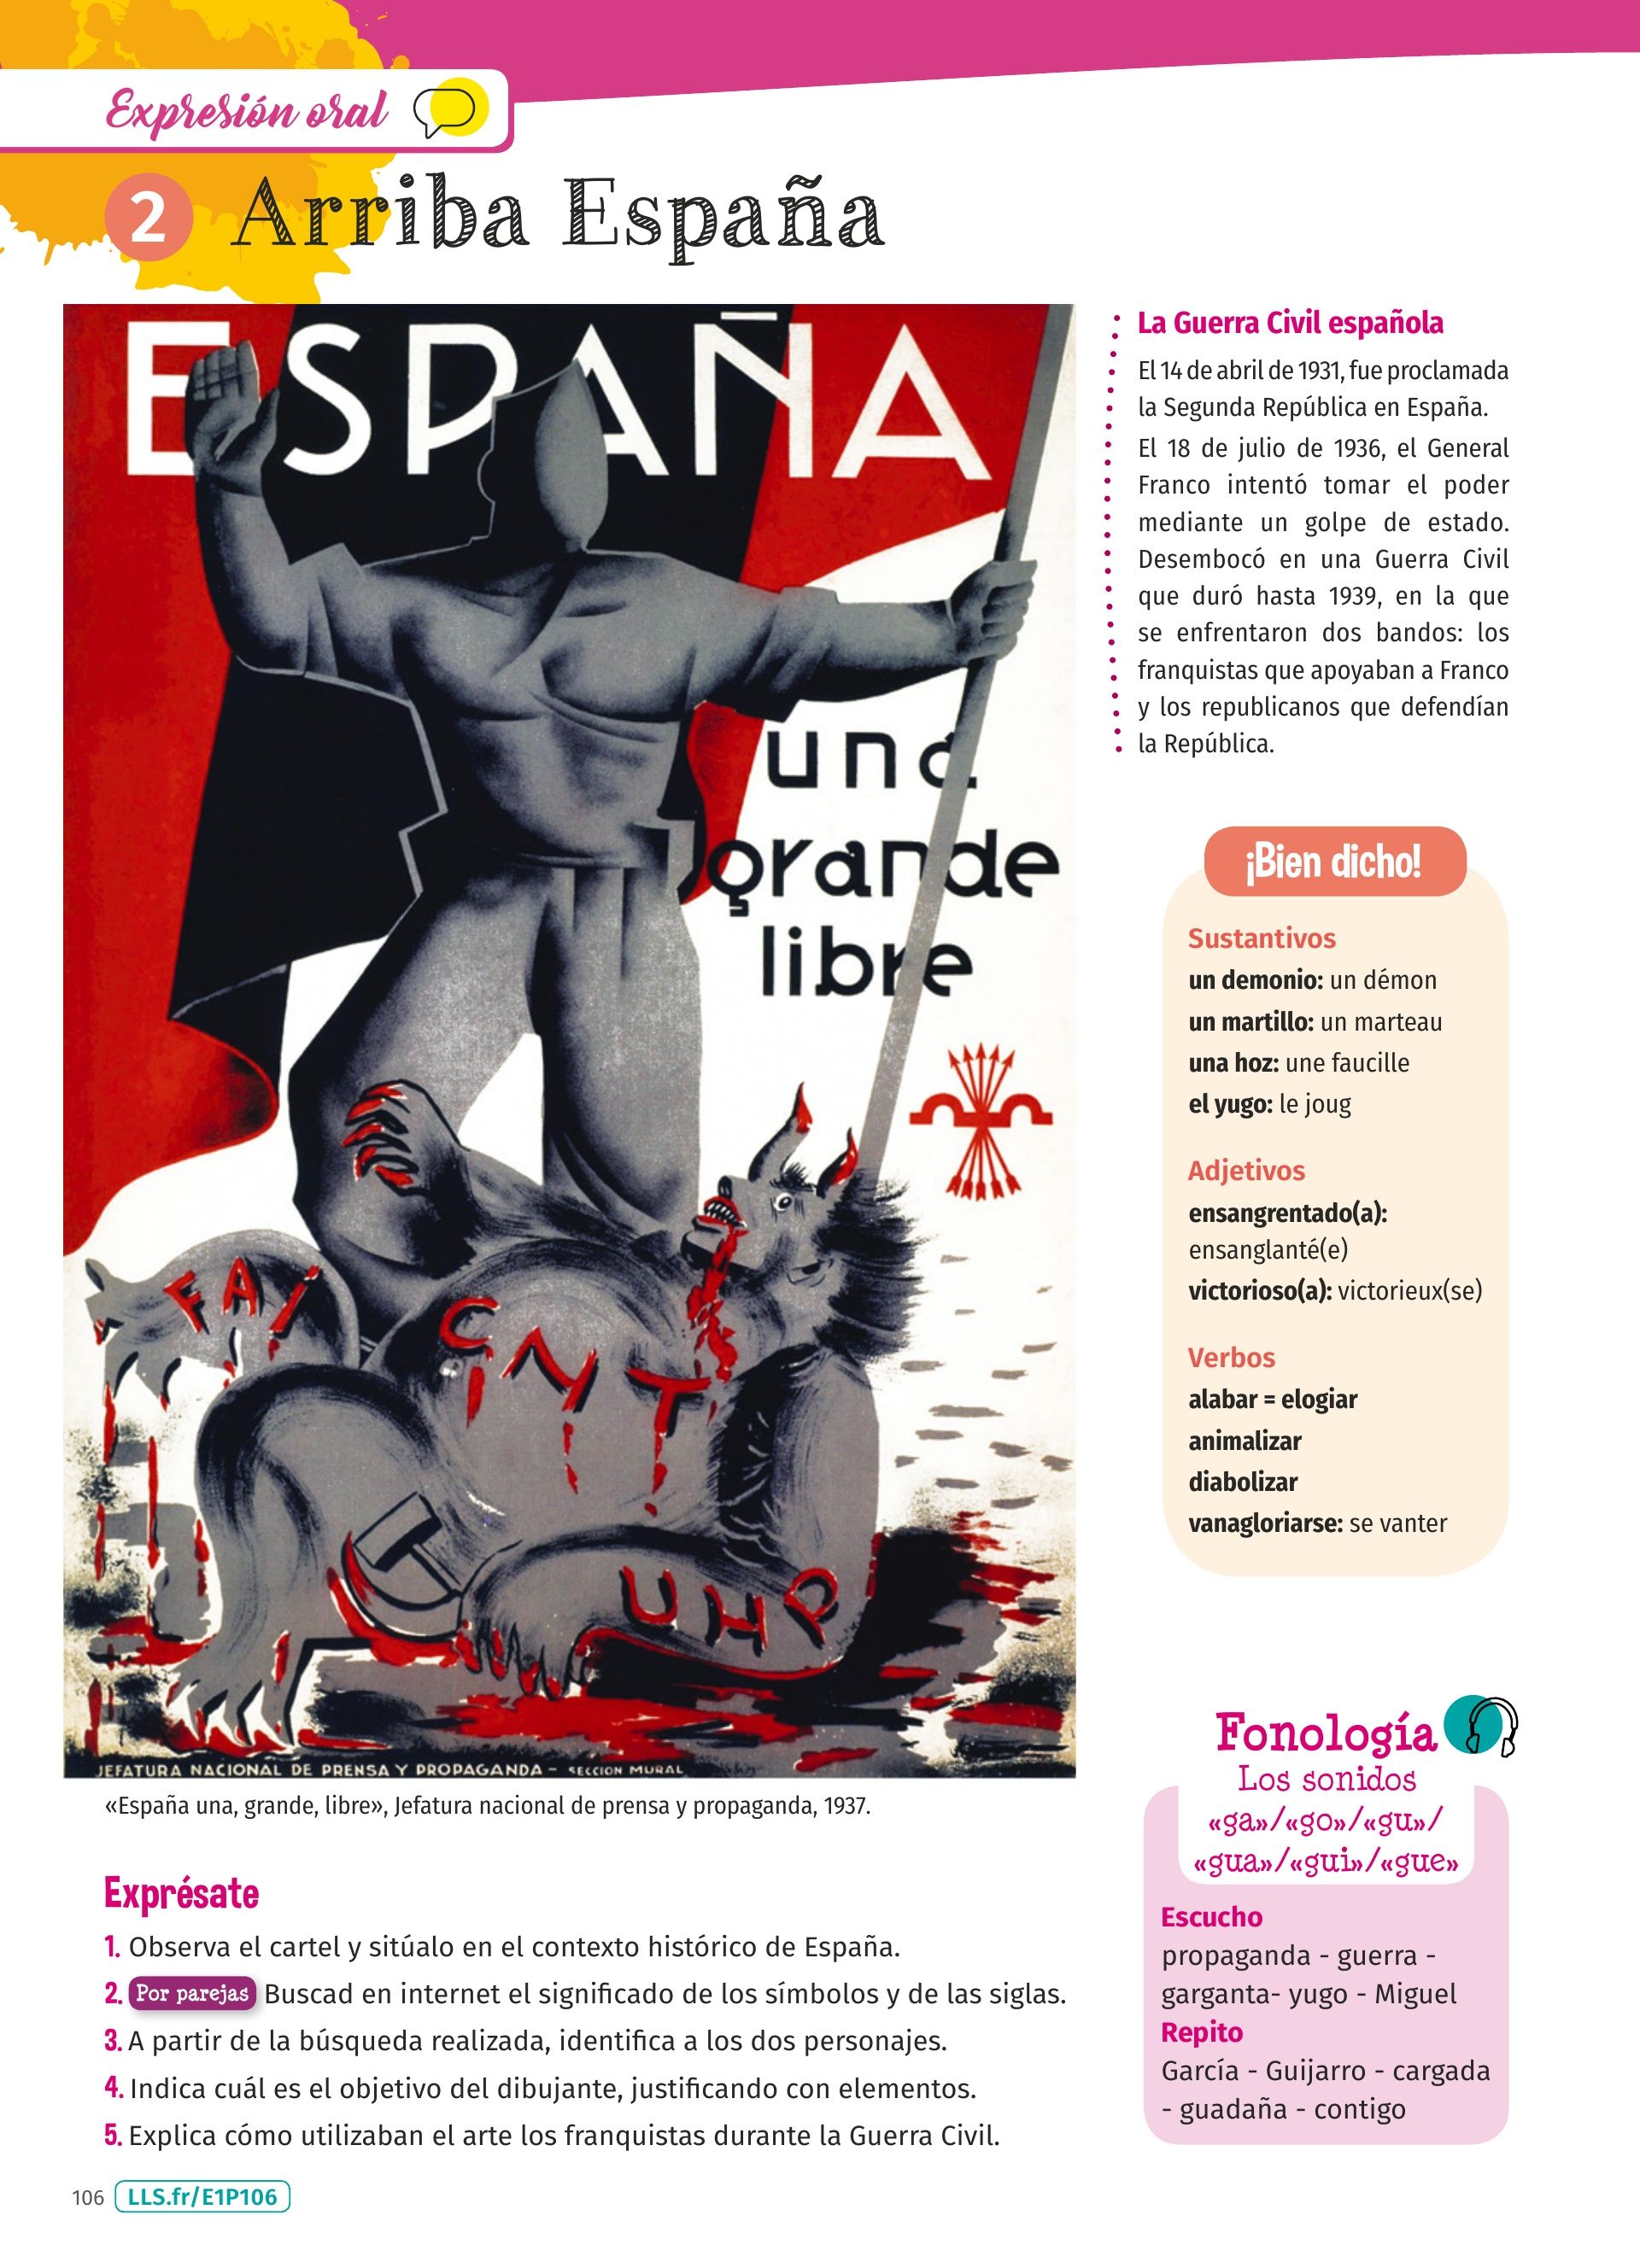 Expresión oral
2 Arriba España
ESPAÑA
una
grande
libre
FAI
CNT
UHP
JEFATURA NACIONAL DE PRENSA Y PROPAGANDA – SECCION MURAL
«España una, grande, libre», Jefatura nacional de prensa y propaganda, 1937.
La Guerra Civil española
El 14 de abril de 1931, fue proclamada
la Segunda República en España.
El 18 de julio de 1936, el General
Franco intentó tomar el poder
mediante un golpe de estado.
Desembocó en una Guerra Civil
que duró hasta 1939, en la que
se enfrentaron dos bandos: los
franquistas que apoyaban a Franco
y los republicanos que defendían
la República.
¡Bien dicho!
Sustantivos
un demonio: un démon
un martillo: un marteau
una hoz: une faucille
el yugo: le joug
Adjetivos
ensangrentado(a):
ensanglanté(e)
victorioso(a): victorieux(se)
Verbos
alabar = elogiar
animalizar
diabolizar
vanagloriarse: se vanter
Exprésate
1. Observa el cartel y sitúalo en el contexto histórico de España.
2. Por parejas Buscad en internet el significado de los símbolos y de las siglas.
3. A partir de la búsqueda realizada, identifica a los dos personajes.
4. Indica cuál es el objetivo del dibujante, justificando con elementos.
5. Explica cómo utilizaban el arte los franquistas durante la Guerra Civil.
Fonología
Los sonidos
«ga»/«go»/«gu»/
«gua»/«gui»/«gue»
Escucho
propaganda - guerra -
garganta- yugo - Miguel
Repito
García - Guijarro - cargada
- guadaña - contigo
106 LLS.fr/E1P106